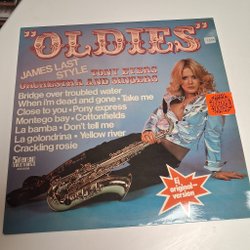 "OLDIES"
JAMES LAST
STYLE
TONY EVERS
ORCHESTRA AND SINGERS
Bridge over troubled water
When i'm dead and gone • Take me
Close to you • Pony express
Montego bay • Cottonfields
La bamba • Don't tell me
La golondrina • Yellow river
Crackling rosie
original-
version